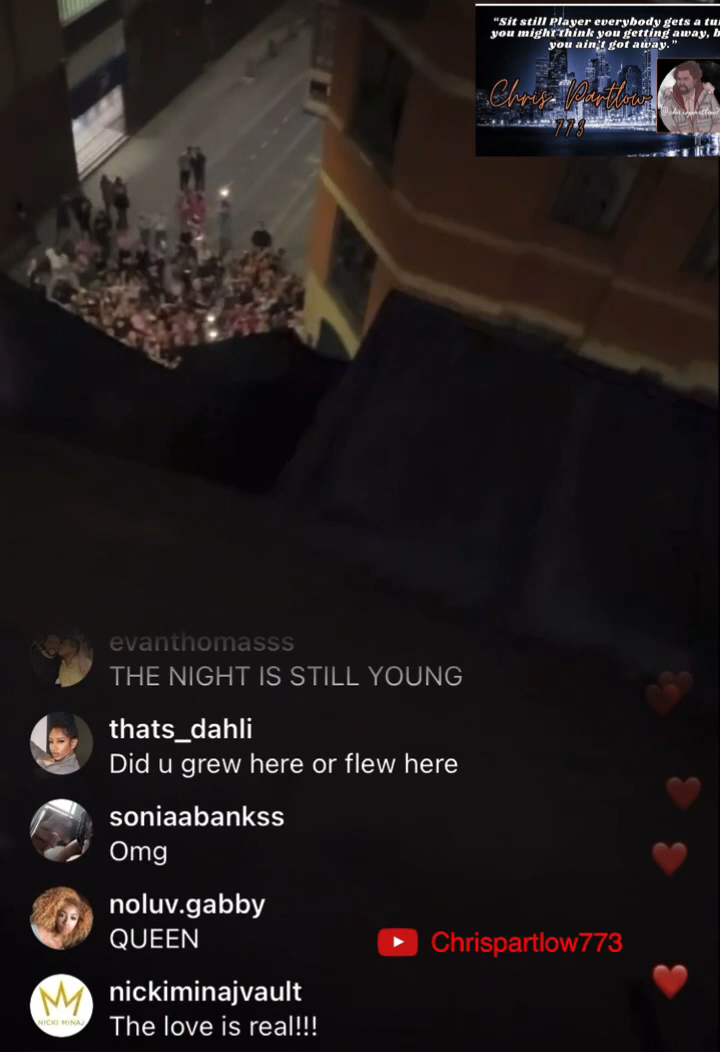 "Sit still Player everybody gets a tu
you might think you getting away, b
you ain't got away."
Chris Partlow
773
evanthomasss
THE NIGHT IS STILL YOUNG
thats_dahli
Did u grew here or flew here
soniaabankss
Omg
noluv.gabby
QUEEN
Chrispartlow773
nickiminajvault
The love is real!!!
NICKI MINAJ